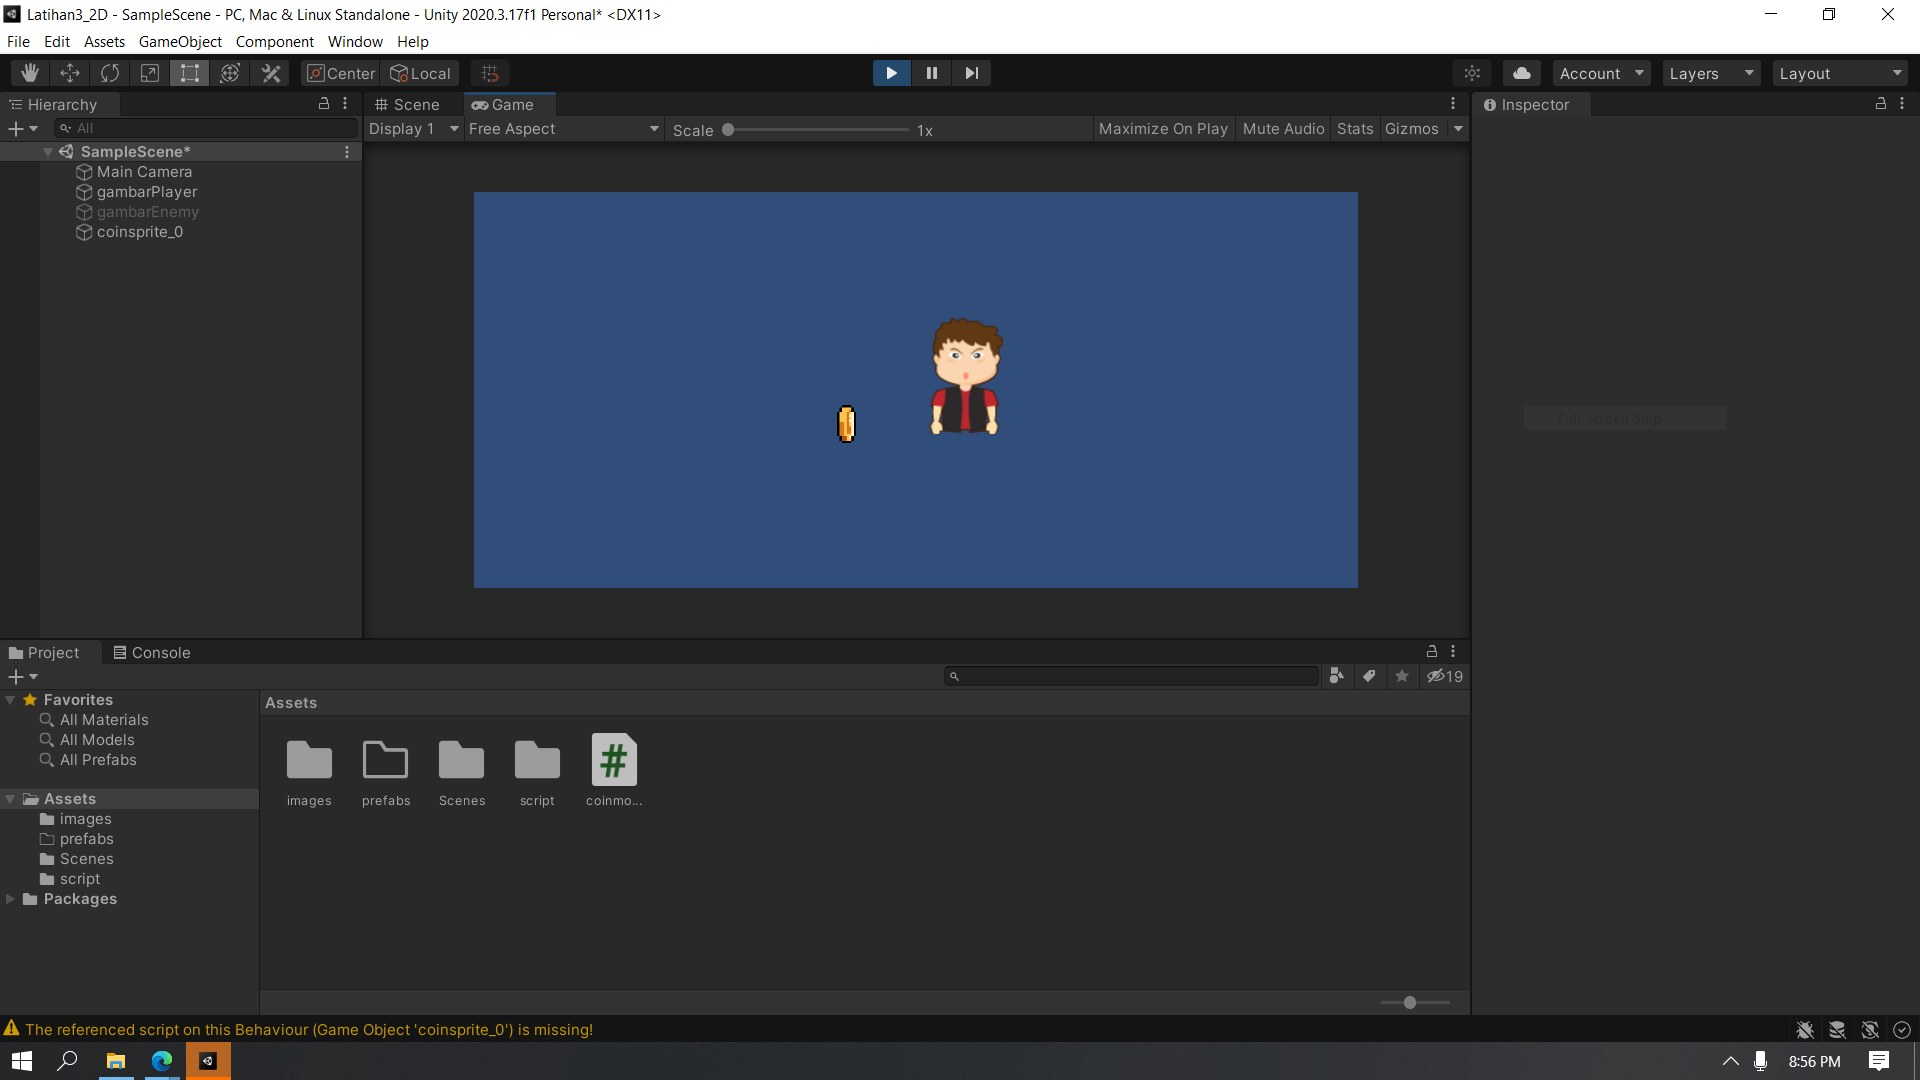 Latihan3_2D - SampleScene - PC, Mac & Linux Standalone - Unity 2020.3.17f1 Personal* <DX11>
File Edit Assets GameObject Component Window Help
Center Local Account Layers Layout
Hierarchy Scene Game Inspector
All Display 1 Free Aspect Scale 1x Maximize On Play Mute Audio Stats Gizmos
SampleScene*
Main Camera
gambarPlayer
gambarEnemy
coinsprite_0
Full-screen Snip
Project Console
19
Favorites Assets
All Materials
All Models
All Prefabs
Assets
images
prefabs
Scenes
script
Packages
images prefabs Scenes script coinmo...
The referenced script on this Behaviour (Game Object 'coinsprite_0') is missing!
8:56 PM